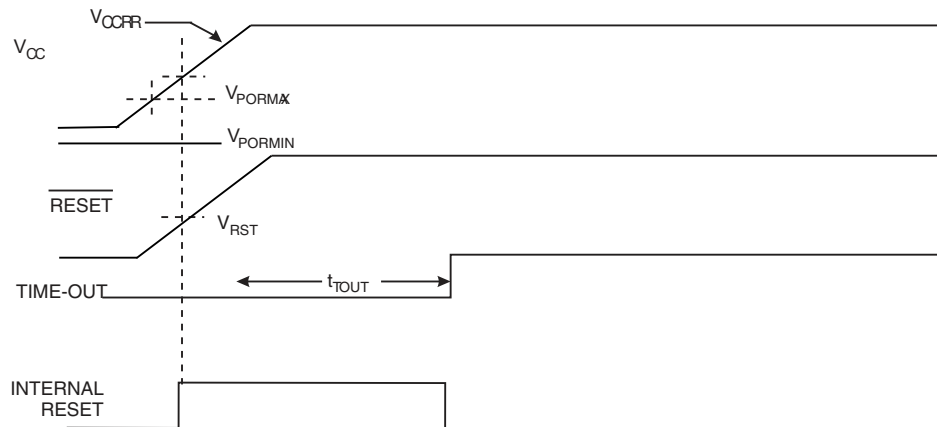 VCCRR
VCC
VPORMAX
VPORMIN
RESET
VRST
tTOUT
TIME-OUT
INTERNAL
RESET